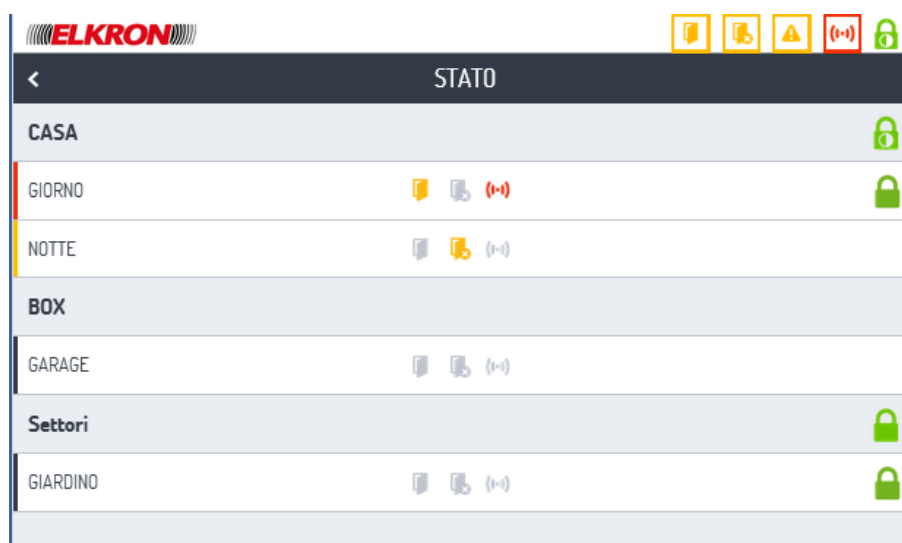 ELKRON
STATO
CASA
GIORNO
NOTTE
BOX
GARAGE
Settori
GIARDINO